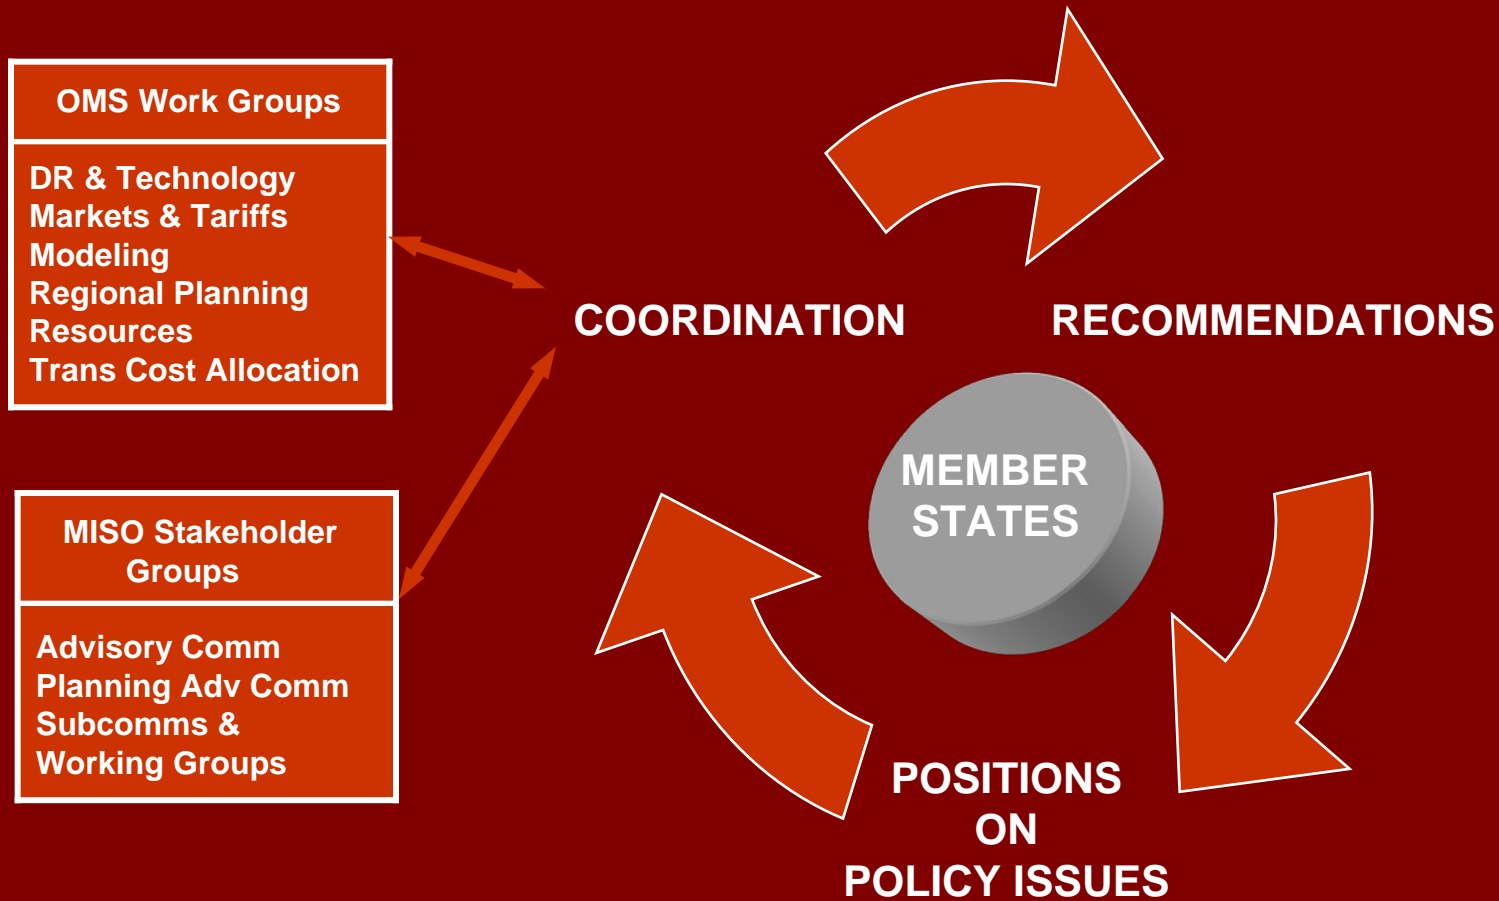 OMS Work Groups
DR & Technology
Markets & Tariffs
Modeling
Regional Planning
Resources
Trans Cost Allocation
MISO Stakeholder
Groups
Advisory Comm
Planning Adv Comm
Subcomms &
Working Groups
COORDINATION
RECOMMENDATIONS
MEMBER
STATES
POSITIONS
ON
POLICY ISSUES